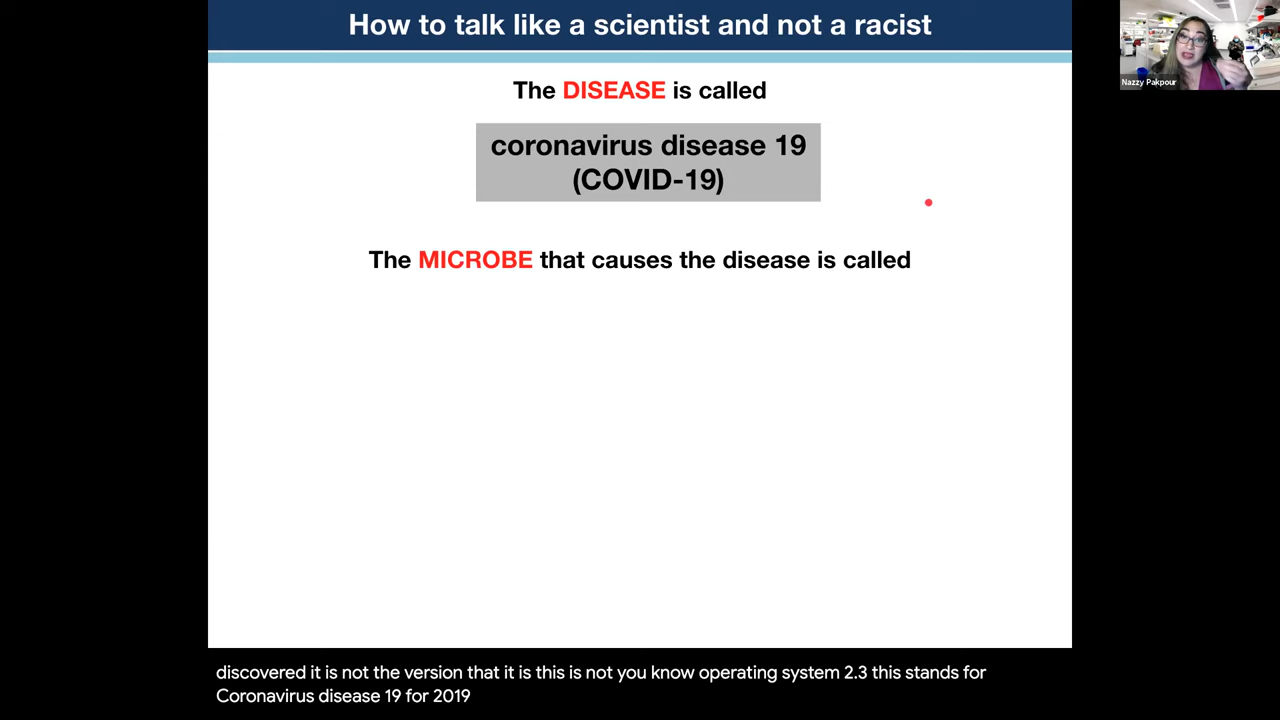 How to talk like a scientist and not a racist
Nazzy Pakpour
The DISEASE is called
coronavirus disease 19
(COVID-19)
The MICROBE that causes the disease is called
discovered it is not the version that it is this is not you know operating system 2.3 this stands for
Coronavirus disease 19 for 2019